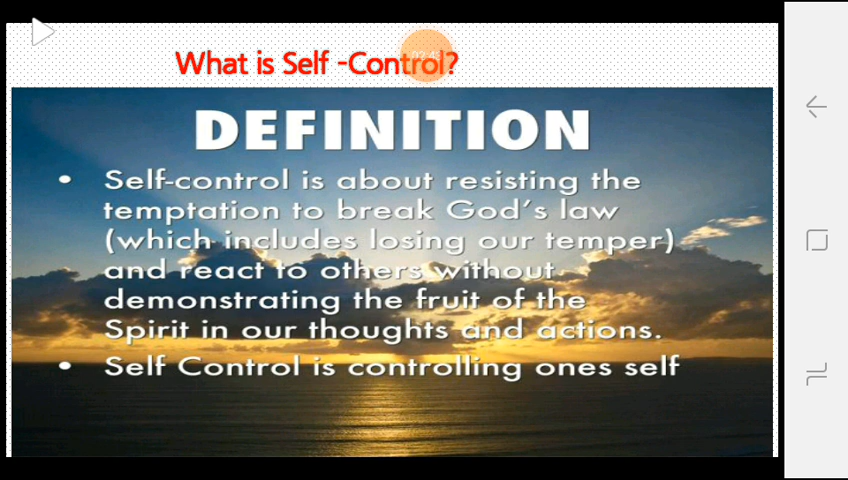 What is Self -Control?
DEFINITION
• Self-control is about resisting the
temptation to break God's law
(which includes losing our temper)
and react to others without
demonstrating the fruit of the
Spirit in our thoughts and actions.
• Self Control is controlling ones self